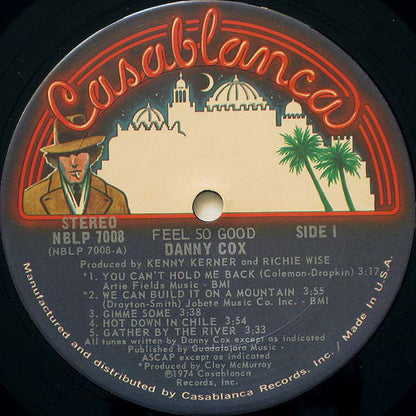 Casablanca
STEREO
NBLP 7008
(NBLP 7008-A)
FEEL SO GOOD
DANNY COX
SIDE 1
Produced by KENNY KERNER and RICHIE WISE
*1. YOU CAN'T HOLD ME BACK (Coleman-Drapkin) 3:17
Artie Fields Music - BMI
*2. WE CAN BUILD IT ON A MOUNTAIN 3:55
(Drayton-Smith) Jobete Music Co. Inc. - BMI
3. GIMME SOME 3:38
4. HOT DOWN IN CHILE 3:54
5. GATHER BY THE RIVER 3:33
All tunes written by Danny Cox except as indicated
Published by Guadalajara Music -
ASCAP except as indicated
*Produced by Clay McMurray
©1974 Casablanca
Records, Inc.
Manufactured and distributed by Casablanca Records, Inc. / Made in U.S.A.